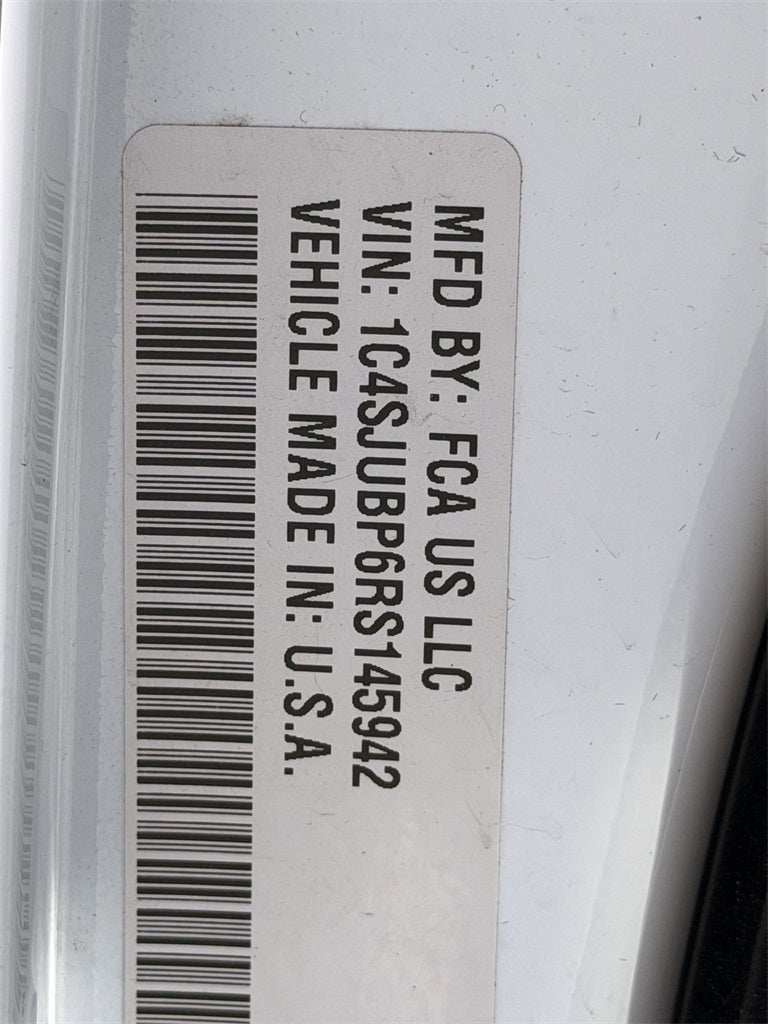 MFD BY: FCA US LLC
VIN: 1C4SJUBP6RS145942
VEHICLE MADE IN: U.S.A.